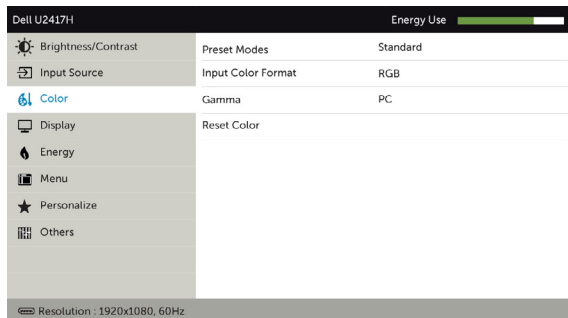 Dell U2417H Energy Use
Brightness/Contrast
Input Source
Color
Display
Energy
Menu
Personalize
Others
Preset Modes Standard
Input Color Format RGB
Gamma PC
Reset Color
Resolution : 1920x1080, 60Hz